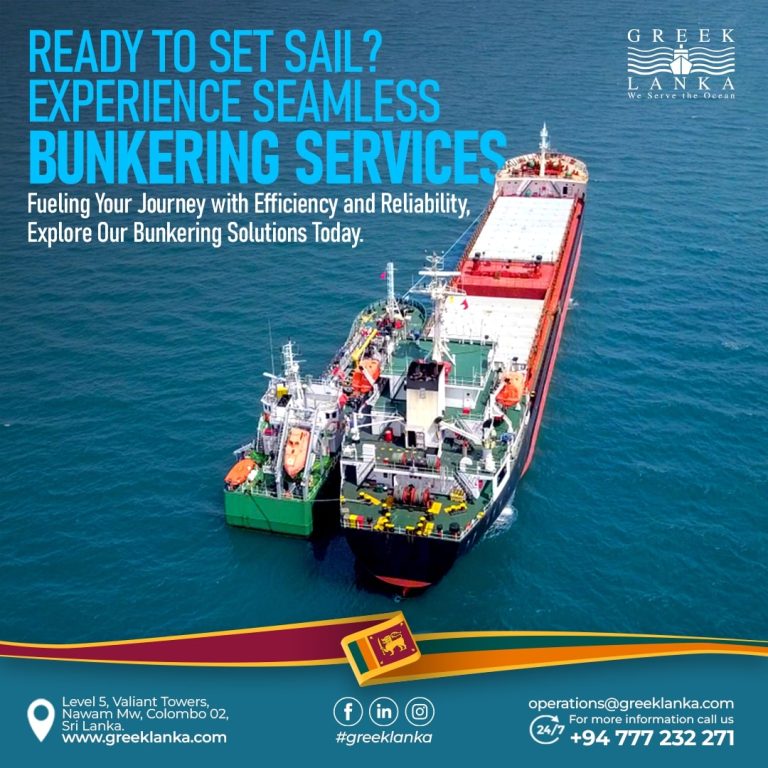 READY TO SET SAIL?
EXPERIENCE SEAMLESS
BUNKERING SERVICES
Fueling Your Journey with Efficiency and Reliability,
Explore Our Bunkering Solutions Today.
GREEK
LANKA
We Serve the Ocean
Level 5, Valiant Towers,
Nawam Mw, Colombo 02,
Sri Lanka.
www.greeklanka.com
f in
#greeklanka
operations@greeklanka.com
24/7
For more information call us
+94 777 232 271